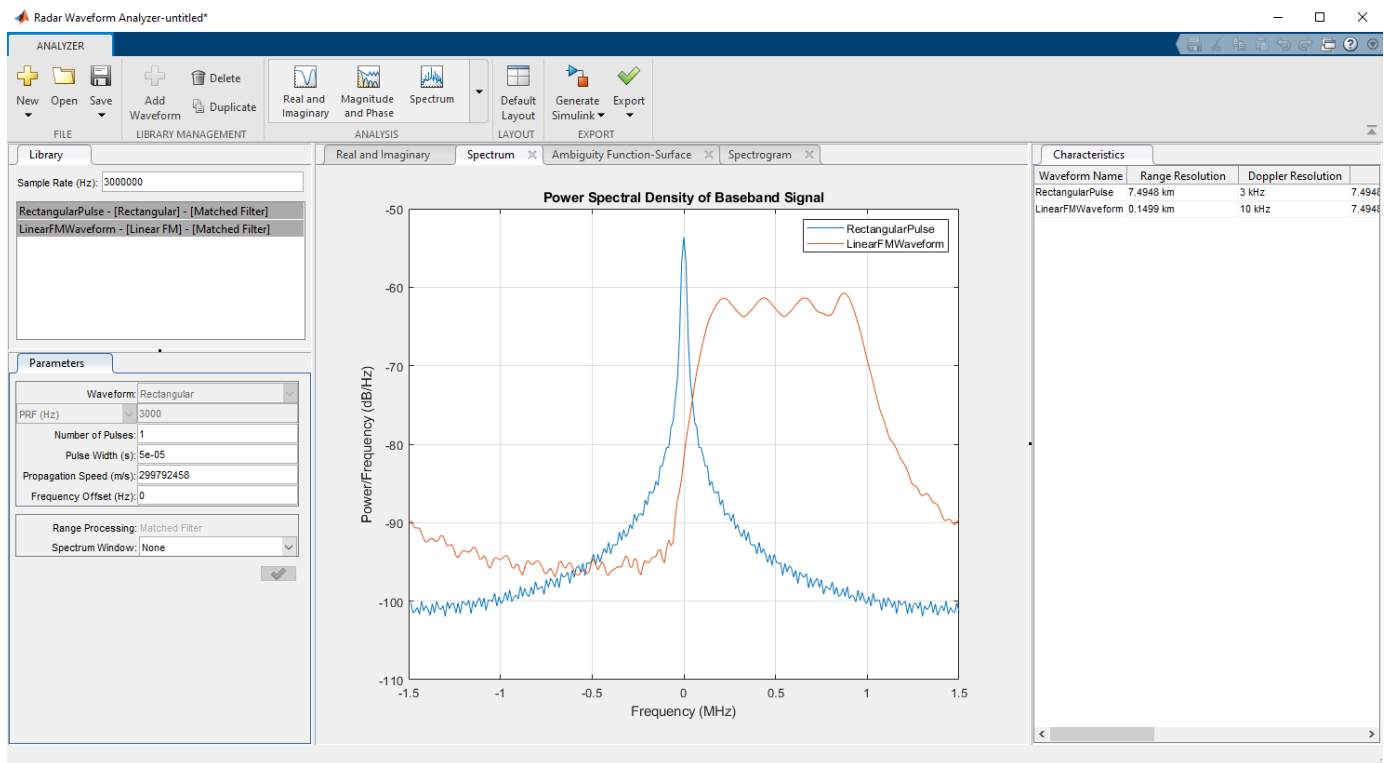 Radar Waveform Analyzer-untitled*
ANALYZER
New
Open
Save
Add Waveform
Delete
Duplicate
Real and Imaginary
Magnitude and Phase
Spectrum
Default Layout
Generate Simulink
Export
FILE
LIBRARY MANAGEMENT
ANALYSIS
LAYOUT
EXPORT
Library
Sample Rate (Hz): 3000000
RectangularPulse - [Rectangular] - [Matched Filter]
LinearFMWaveform - [Linear FM] - [Matched Filter]
Parameters
Waveform: Rectangular
PRF (Hz) 3000
Number of Pulses: 1
Pulse Width (s): 5e-05
Propagation Speed (m/s): 299792458
Frequency Offset (Hz): 0
Range Processing: Matched Filter
Spectrum Window: None
Real and Imaginary
Spectrum
Ambiguity Function-Surface
Spectrogram
Power Spectral Density of Baseband Signal
RectangularPulse
LinearFMWaveform
Power/Frequency (dB/Hz)
-50
-60
-70
-80
-90
-100
-110
-1.5 -1 -0.5 0 0.5 1 1.5
Frequency (MHz)
Characteristics
Waveform Name Range Resolution Doppler Resolution
RectangularPulse 7.4948 km 3 kHz 7.4948
LinearFMWaveform 0.1499 km 10 kHz 7.4948